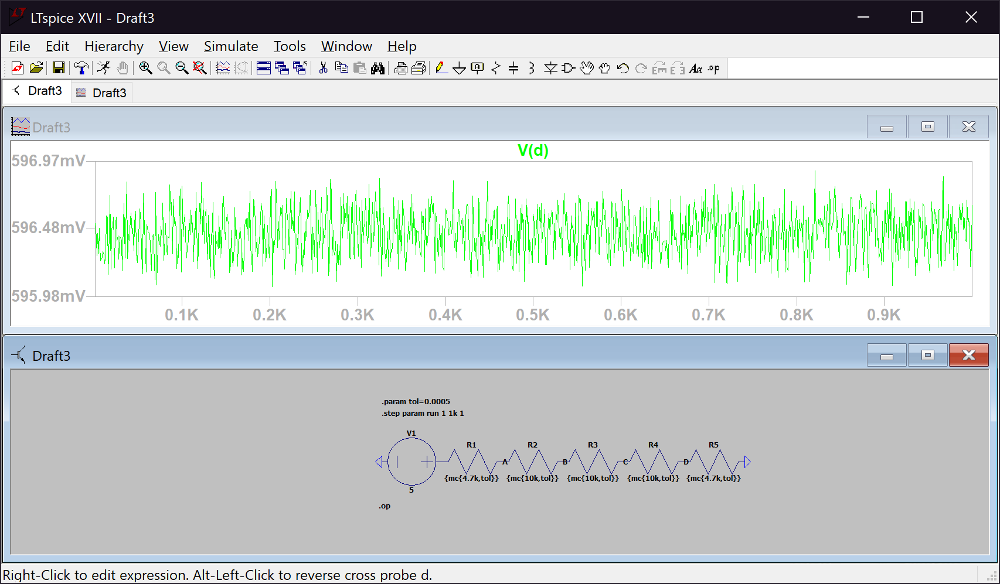 LTspice XVII - Draft3
File Edit Hierarchy View Simulate Tools Window Help
Draft3 Draft3
Draft3
V(d)
596.97mV
596.48mV
595.98mV
0.1K 0.2K 0.3K 0.4K 0.5K 0.6K 0.7K 0.8K 0.9K
Draft3
.param tol=0.0005
.step param run 1 1k 1
V1
R1 R2 R3 R4 R5
A B C D
{mc{4.7k,tol}} {mc{10k,tol}} {mc{10k,tol}} {mc{10k,tol}} {mc{4.7k,tol}}
5
.op
Right-Click to edit expression. Alt-Left-Click to reverse cross probe d.